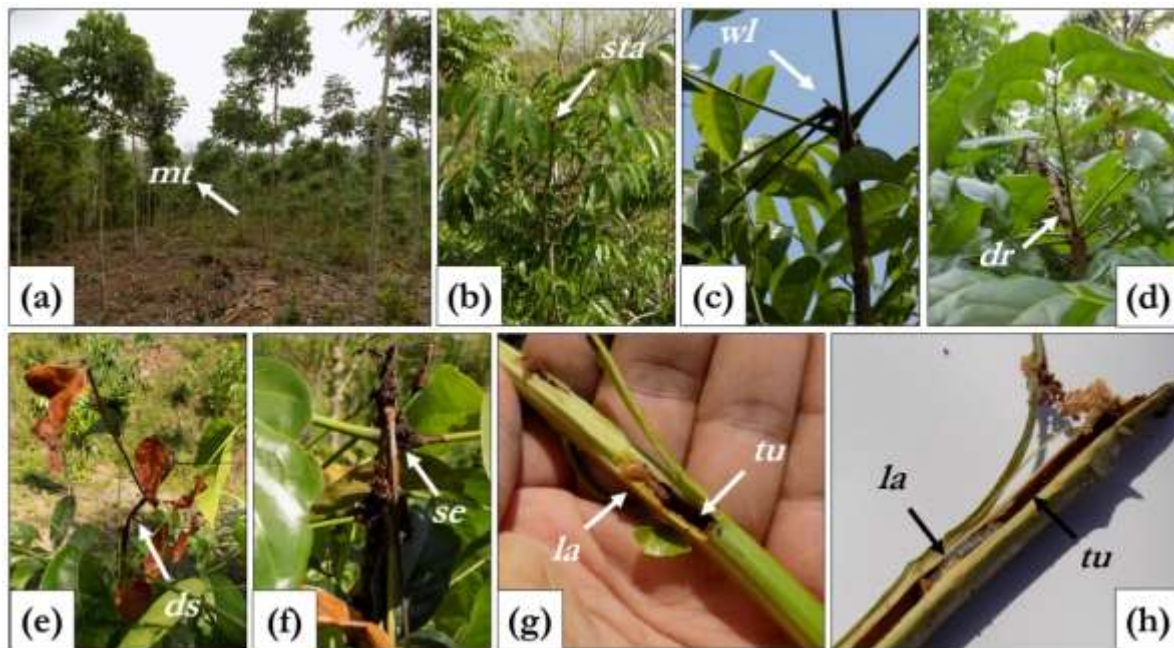 mt
(a)
sta
(b)
wl
(c)
dr
(d)
ds
(e)
se
(f)
la
tu
(g)
la
tu
(h)